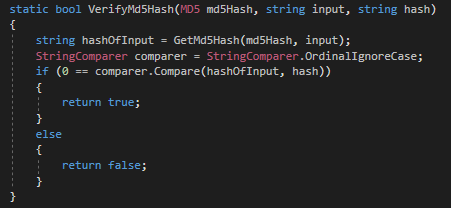 static bool VerifyMd5Hash(MD5 md5Hash, string input, string hash)
{
    string hashOfInput = GetMd5Hash(md5Hash, input);
    StringComparer comparer = StringComparer.OrdinalIgnoreCase;
    if (0 == comparer.Compare(hashOfInput, hash))
    {
        return true;
    }
    else
    {
        return false;
    }
}